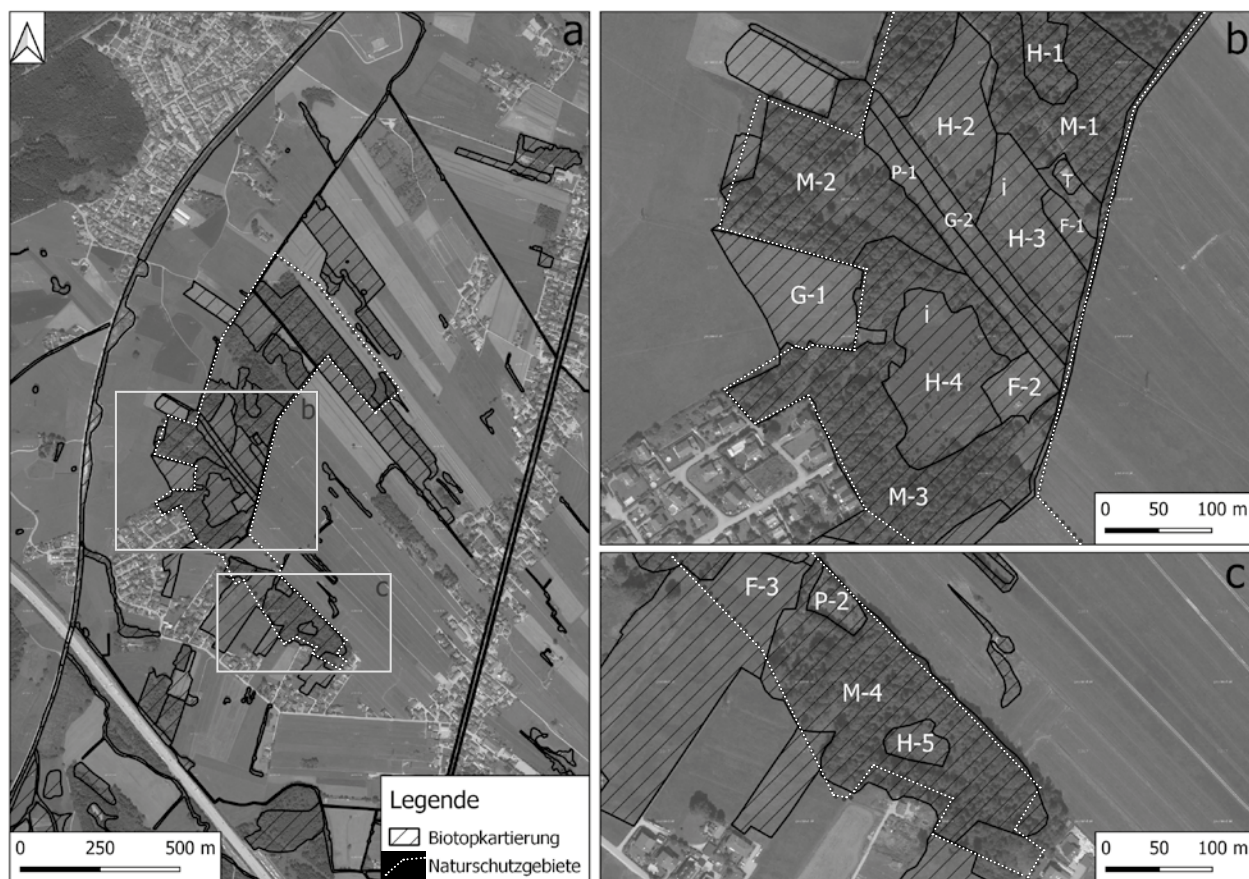 a
b
c
Legende
Biotopkartierung
Naturschutzgebiete
0 250 500 m
b
H-1
H-2
M-1
P-1
M-2
T
i
G-2
F-1
H-3
G-1
i
H-4
F-2
M-3
0 50 100 m
c
F-3
P-2
M-4
H-5
0 50 100 m